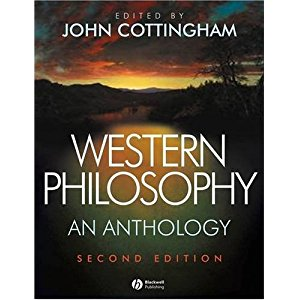 EDITED BY
JOHN COTTINGHAM
WESTERN
PHILOSOPHY
AN ANTHOLOGY
SECOND EDITION
Blackwell
Publishing